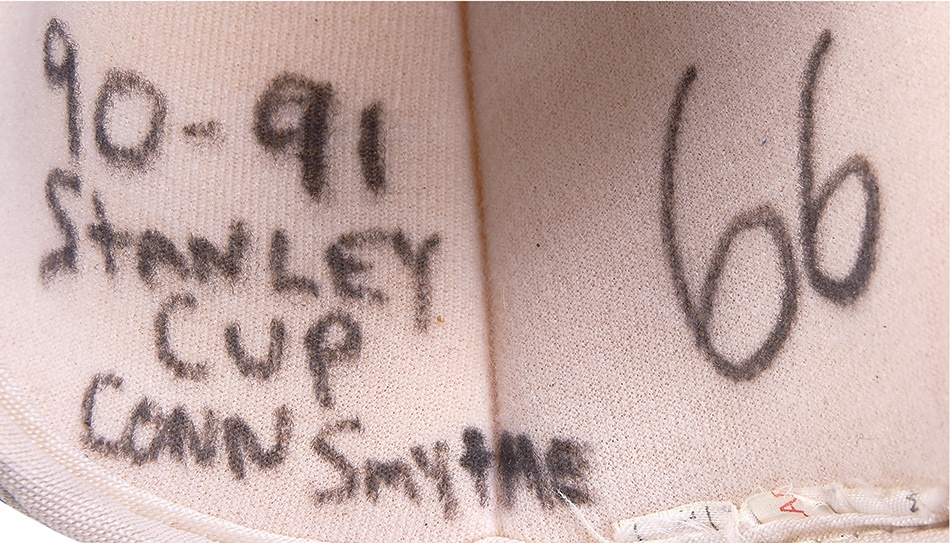 90-91
STANLEY
CUP
CONN SmytHE
66